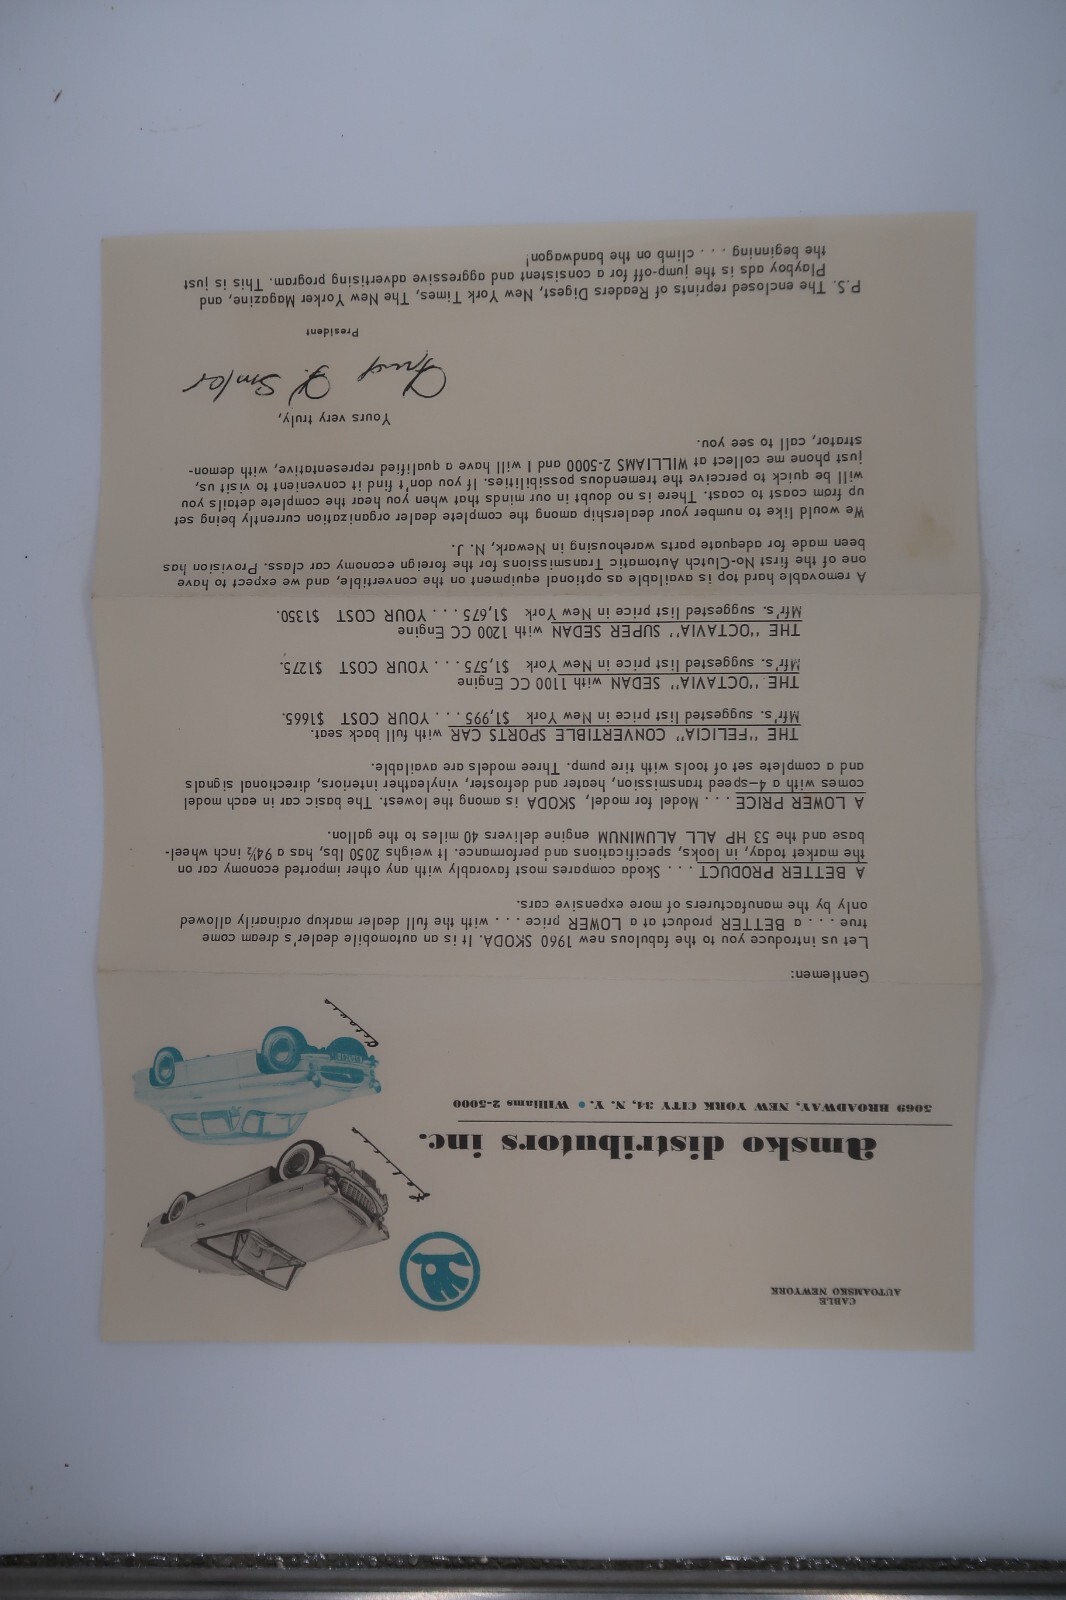 CABLE
AUTOAMSKO NEWYORK
amsko distributors inc.
5069 BROADWAY, NEW YORK CITY 34, N. Y. • WIlliams 2-5000
Felicia
Octavia
Gentlemen:
Let us introduce you to the fabulous new 1960 SKODA. It is an automobile dealer's dream come
true . . . a BETTER product at a LOWER price . . . with the full dealer markup ordinarily allowed
only by the manufacturers of more expensive cars.
A BETTER PRODUCT . . . Skoda compares most favorably with any other imported economy car on
the market today, in looks, specifications and performance. It weighs 2050 lbs, has a 94½ inch wheel-
base and the 53 HP ALL ALUMINUM engine delivers 40 miles to the gallon.
A LOWER PRICE . . . Model for model, SKODA is among the lowest. The basic car in each model
comes with a 4-speed transmission, heater and defroster, vinyleather interiors, directional signals
and a complete set of tools with tire pump. Three models are available.
THE "FELICIA" CONVERTIBLE SPORTS CAR with full back seat.
Mfr's. suggested list price in New York $1,995 . . . YOUR COST $1665.
THE "OCTAVIA" SEDAN with 1100 CC Engine
Mfr's. suggested list price in New York $1,575 . . . YOUR COST $1275.
THE "OCTAVIA" SUPER SEDAN with 1200 CC Engine
Mfr's. suggested list price in New York $1,675 . . . YOUR COST $1350.
A removable hard top is available as optional equipment on the convertible, and we expect to have
one of the first No-Clutch Automatic Transmissions for the foreign economy car class. Provision has
been made for adequate parts warehousing in Newark, N. J.
We would like to number your dealership among the complete dealer organization currently being set
up from coast to coast. There is no doubt in our minds that when you hear the complete details you
will be quick to perceive the tremendous possibilities. If you don't find it convenient to visit us,
just phone me collect at WILLIAMS 2-5000 and I will have a qualified representative, with demon-
strator, call to see you.
Yours very truly,
President
P.S. The enclosed reprints of Readers Digest, New York Times, The New Yorker Magazine, and
Playboy ads is the jump-off for a consistent and aggressive advertising program. This is just
the beginning . . . climb on the bandwagon!